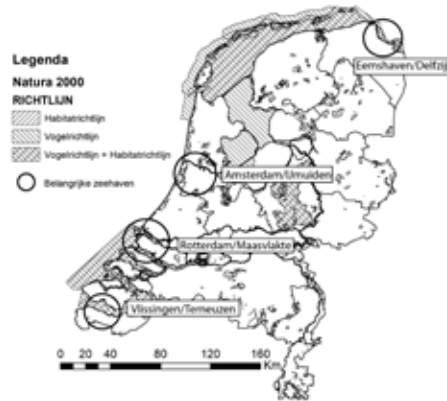 Legenda
Natura 2000
RICHTLIJN
Habitatrichtlijn
Vogelrichtlijn
Vogelrichtlijn + Habitatrichtlijn
Belangrijke zeehaven
Eemshaven/Delfzijl
Amsterdam/IJmuiden
Rotterdam/Maasvlakte
Vlissingen/Terneuzen
0 20 40 80 120 160
Km